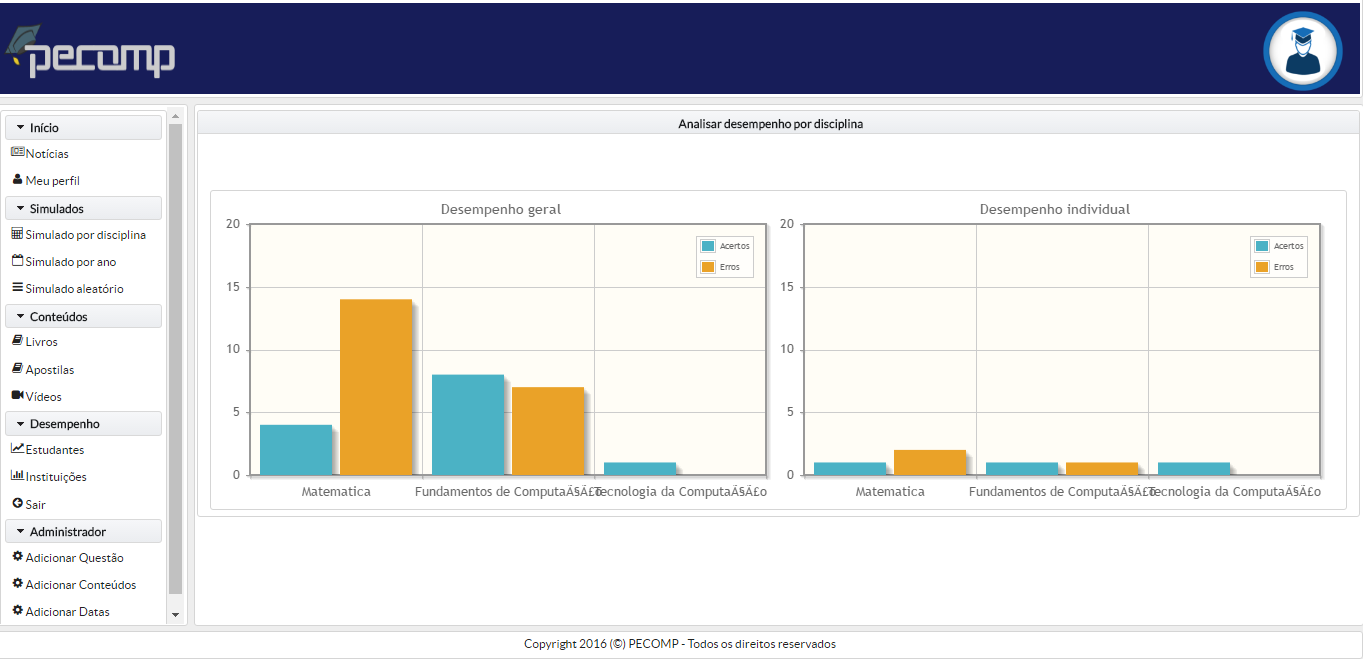 pecomp
Início
Notícias
Meu perfil
Simulados
Simulado por disciplina
Simulado por ano
Simulado aleatório
Conteúdos
Livros
Apostilas
Vídeos
Desempenho
Estudantes
Instituições
Sair
Administrador
Adicionar Questão
Adicionar Conteúdos
Adicionar Datas
Analisar desempenho por disciplina
Desempenho geral
20
15
10
5
0
Acertos
Erros
Matematica
Fundamentos de ComputaÃ§Ã£o
Tecnologia da ComputaÃ§Ã£o
Desempenho individual
20
15
10
5
0
Acertos
Erros
Matematica
Fundamentos de ComputaÃ§Ã£o
Tecnologia da ComputaÃ§Ã£o
Copyright 2016 (©) PECOMP - Todos os direitos reservados